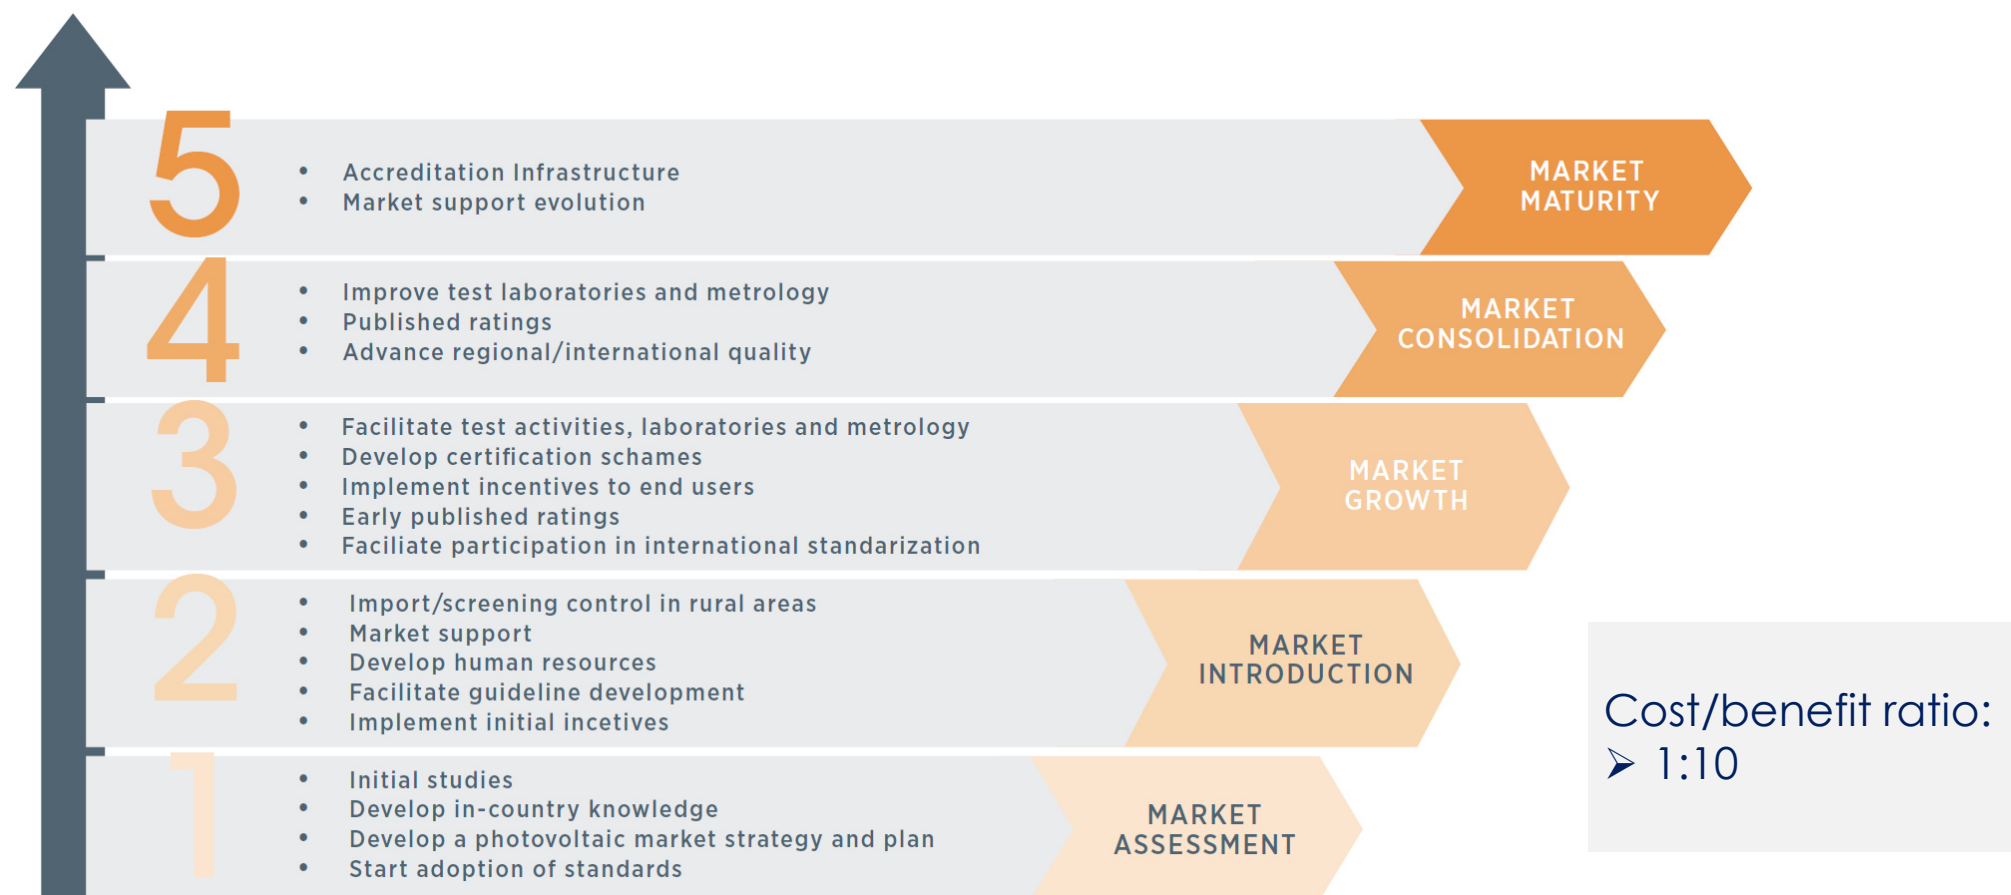 5
• Accreditation Infrastructure
• Market support evolution
MARKET
MATURITY
4
• Improve test laboratories and metrology
• Published ratings
• Advance regional/international quality
MARKET
CONSOLIDATION
3
• Facilitate test activities, laboratories and metrology
• Develop certification schames
• Implement incentives to end users
• Early published ratings
• Faciliate participation in international standarization
MARKET
GROWTH
2
• Import/screening control in rural areas
• Market support
• Develop human resources
• Facilitate guideline development
• Implement initial incetives
MARKET
INTRODUCTION
1
• Initial studies
• Develop in-country knowledge
• Develop a photovoltaic market strategy and plan
• Start adoption of standards
MARKET
ASSESSMENT
Cost/benefit ratio:
➢ 1:10